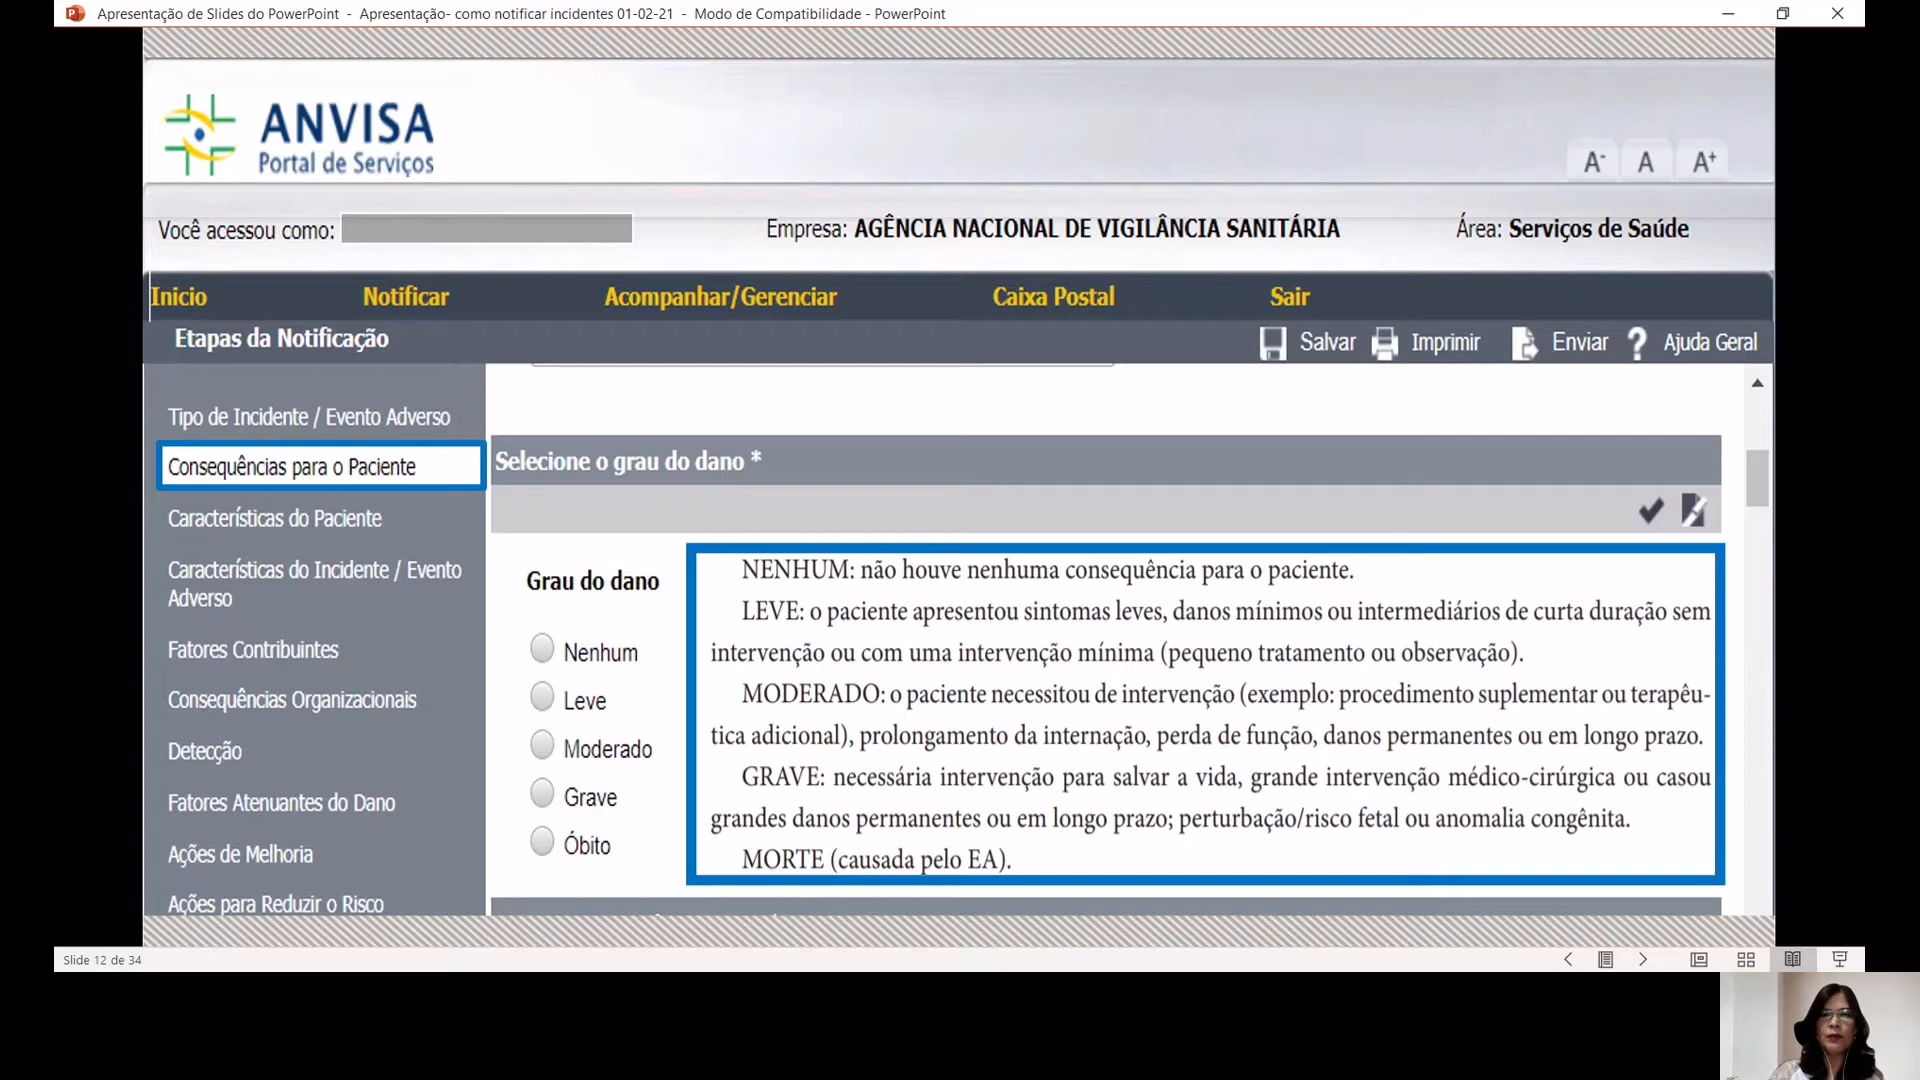 Apresentação de Slides do PowerPoint - Apresentação- como notificar incidentes 01-02-21 - Modo de Compatibilidade - PowerPoint
ANVISA
Portal de Serviços
A- A A+
Você acessou como:
Empresa: AGÊNCIA NACIONAL DE VIGILÂNCIA SANITÁRIA
Área: Serviços de Saúde
Inicio Notificar Acompanhar/Gerenciar Caixa Postal Sair
Etapas da Notificação
Salvar Imprimir Enviar ? Ajuda Geral
Tipo de Incidente / Evento Adverso
Consequências para o Paciente
Características do Paciente
Características do Incidente / Evento
Adverso
Fatores Contribuintes
Consequências Organizacionais
Detecção
Fatores Atenuantes do Dano
Ações de Melhoria
Ações para Reduzir o Risco
Selecione o grau do dano *
Grau do dano
Nenhum
Leve
Moderado
Grave
Óbito
NENHUM: não houve nenhuma consequência para o paciente.
LEVE: o paciente apresentou sintomas leves, danos mínimos ou intermediários de curta duração sem
intervenção ou com uma intervenção mínima (pequeno tratamento ou observação).
MODERADO: o paciente necessitou de intervenção (exemplo: procedimento suplementar ou terapêu-
tica adicional), prolongamento da internação, perda de função, danos permanentes ou em longo prazo.
GRAVE: necessária intervenção para salvar a vida, grande intervenção médico-cirúrgica ou casou
grandes danos permanentes ou em longo prazo; perturbação/risco fetal ou anomalia congênita.
MORTE (causada pelo EA).
Slide 12 de 34